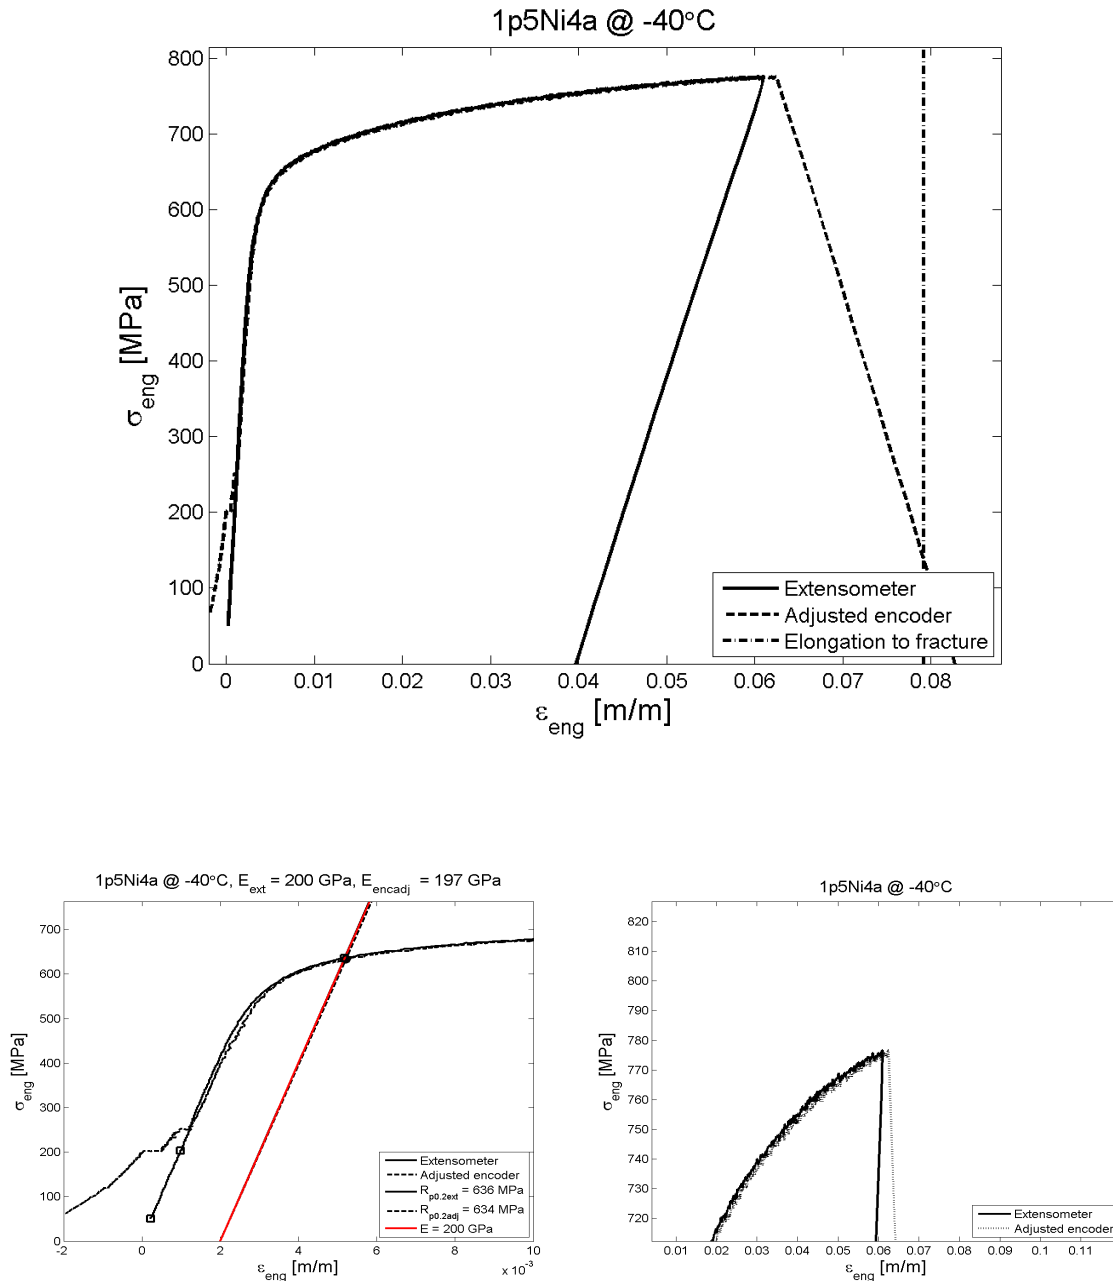 1p5Ni4a @ -40°C
800
700
600
500
400
300
200
100
0
σeng [MPa]
Extensometer
Adjusted encoder
Elongation to fracture
0 0.01 0.02 0.03 0.04 0.05 0.06 0.07 0.08
εeng [m/m]
1p5Ni4a @ -40°C, Eext = 200 GPa, Eencadj = 197 GPa
700
600
500
400
300
200
100
0
σeng [MPa]
Extensometer
Adjusted encoder
Rp0.2ext = 636 MPa
Rp0.2adj = 634 MPa
E = 200 GPa
-2 0 2 4 6 8 10
x 10-3
εeng [m/m]
1p5Ni4a @ -40°C
820
810
800
790
780
770
760
750
740
730
720
σeng [MPa]
Extensometer
Adjusted encoder
0.01 0.02 0.03 0.04 0.05 0.06 0.07 0.08 0.09 0.1 0.11
εeng [m/m]